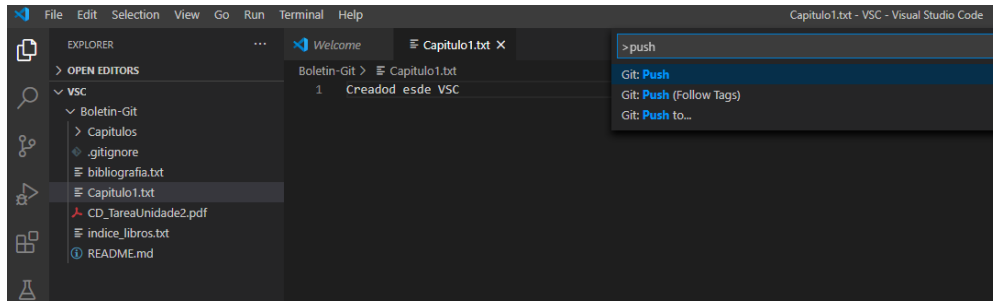 File Edit Selection View Go Run Terminal Help
Capitulo1.txt - VSC - Visual Studio Code
EXPLORER ...
OPEN EDITORS
VSC
Boletin-Git
Capitulos
.gitignore
bibliografia.txt
Capitulo1.txt
CD_TareaUnidade2.pdf
indice_libros.txt
README.md
Welcome
Capitulo1.txt
Boletin-Git > Capitulo1.txt
1 Creadod esde VSC
>push
Git: Push
Git: Push (Follow Tags)
Git: Push to...